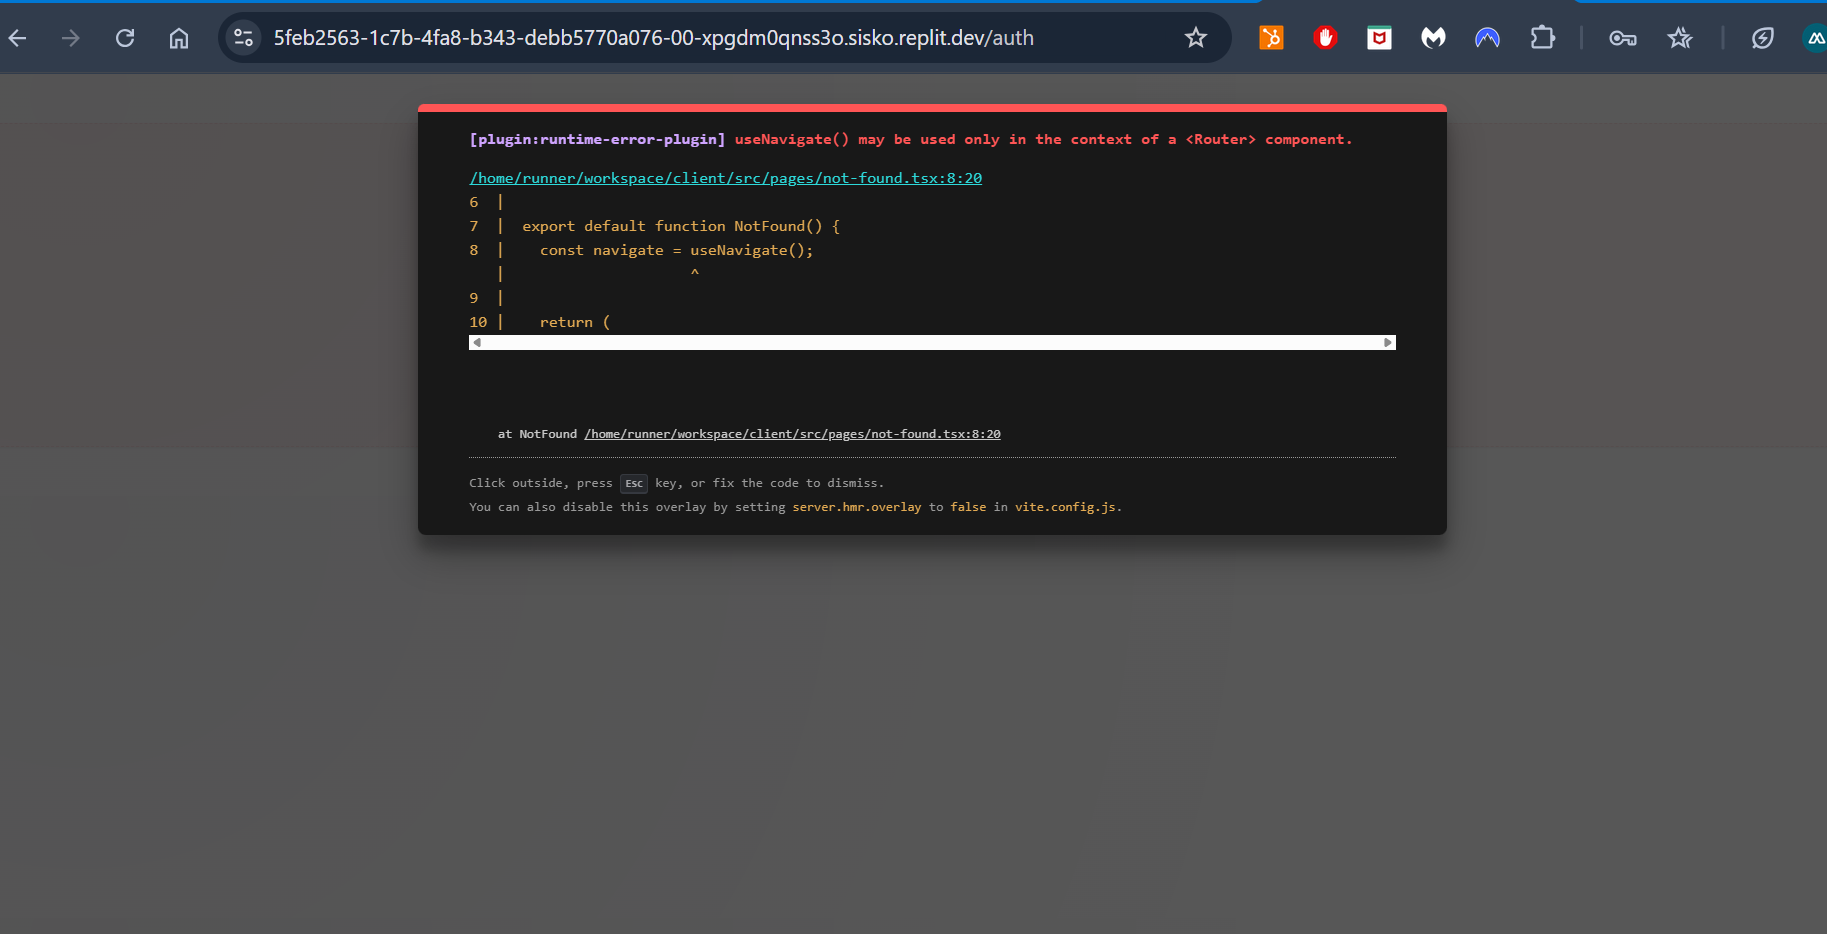 5feb2563-1c7b-4fa8-b343-debb5770a076-00-xpgdm0qnss3o.sisko.replit.dev/auth
[plugin:runtime-error-plugin] useNavigate() may be used only in the context of a <Router> component.
/home/runner/workspace/client/src/pages/not-found.tsx:8:20
6  |
7  |  export default function NotFound() {
8  |    const navigate = useNavigate();
   |                     ^
9  |
10 |    return (
at NotFound /home/runner/workspace/client/src/pages/not-found.tsx:8:20
Click outside, press Esc key, or fix the code to dismiss.
You can also disable this overlay by setting server.hmr.overlay to false in vite.config.js.